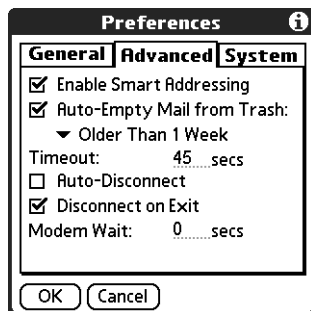 Preferences i
General Advanced System
Enable Smart Addressing
Auto-Empty Mail from Trash:
Older Than 1 Week
Timeout: 45 secs
Auto-Disconnect
Disconnect on Exit
Modem Wait: 0 secs
OK Cancel